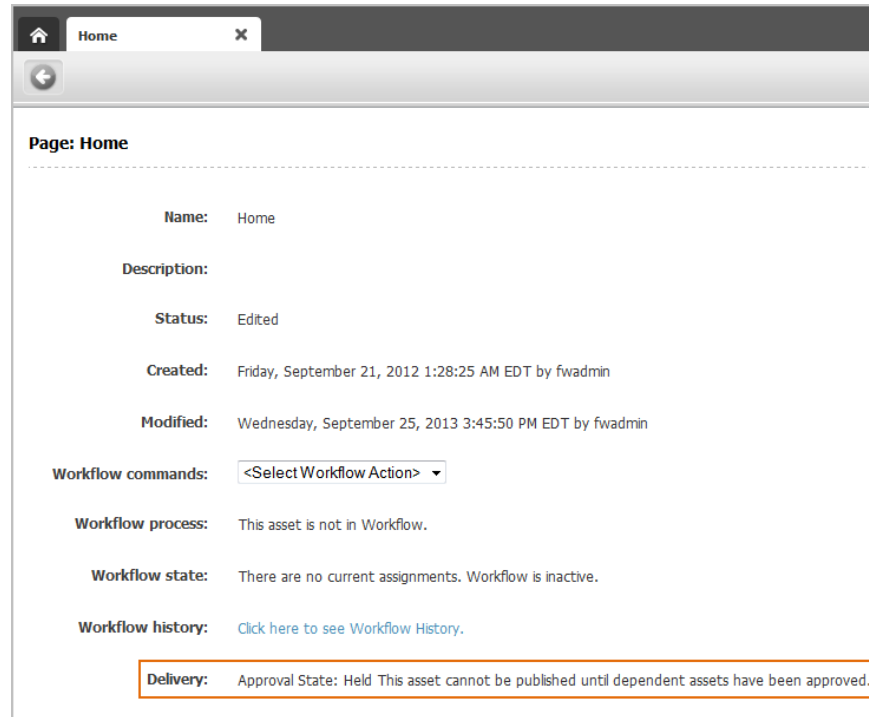 Home
Page: Home
Name: Home
Description:
Status: Edited
Created: Friday, September 21, 2012 1:28:25 AM EDT by fwadmin
Modified: Wednesday, September 25, 2013 3:45:50 PM EDT by fwadmin
Workflow commands: <Select Workflow Action>
Workflow process: This asset is not in Workflow.
Workflow state: There are no current assignments. Workflow is inactive.
Workflow history: Click here to see Workflow History.
Delivery: Approval State: Held This asset cannot be published until dependent assets have been approved.